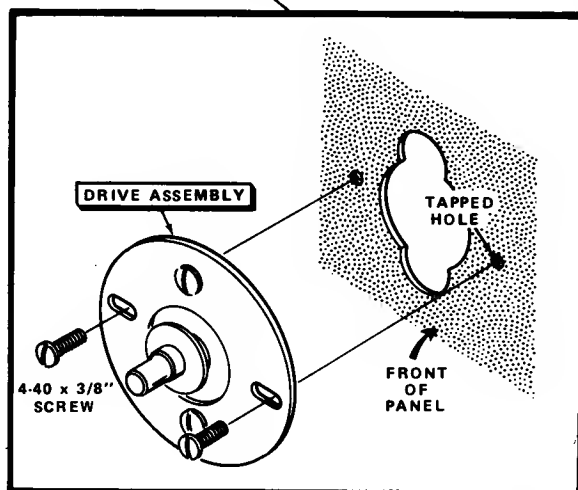 DRIVE ASSEMBLY
TAPPED
HOLE
4-40 x 3/8"
SCREW
FRONT
OF
PANEL